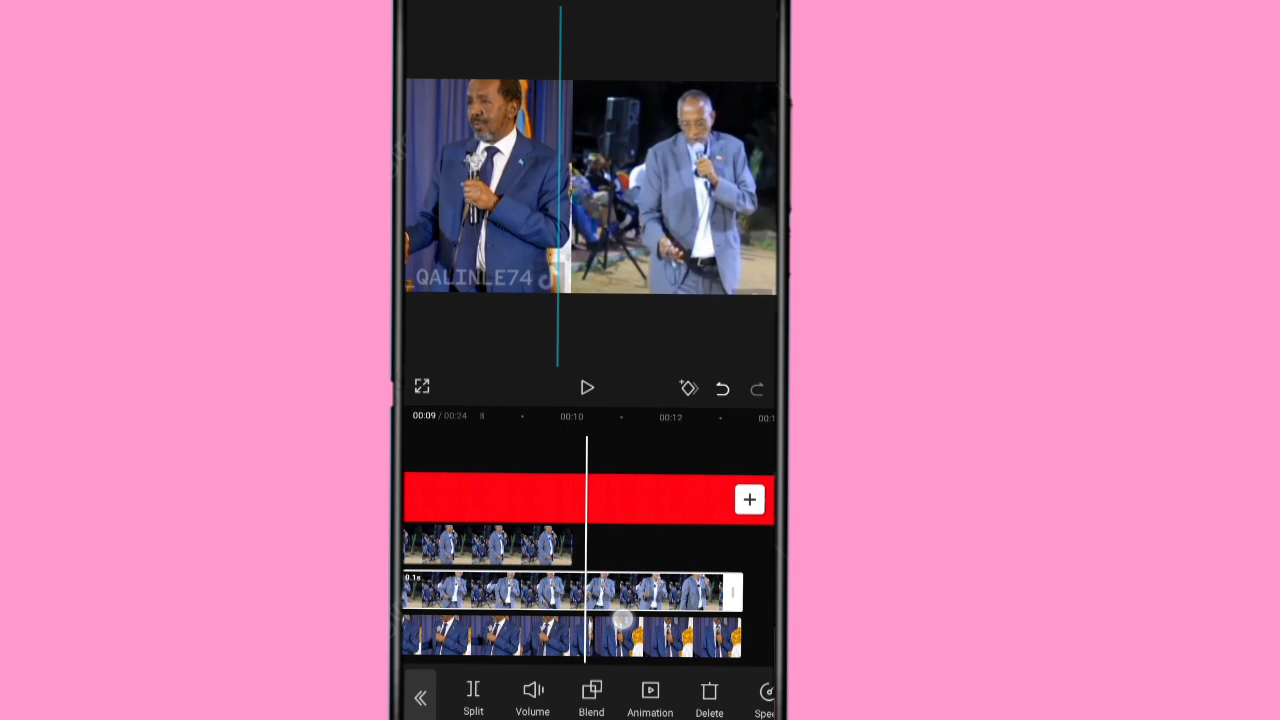 QALINLE74
00:09 / 00:24 8 00:10 00:12 00:1
0.1s
Split Volume Blend Animation Delete Spee